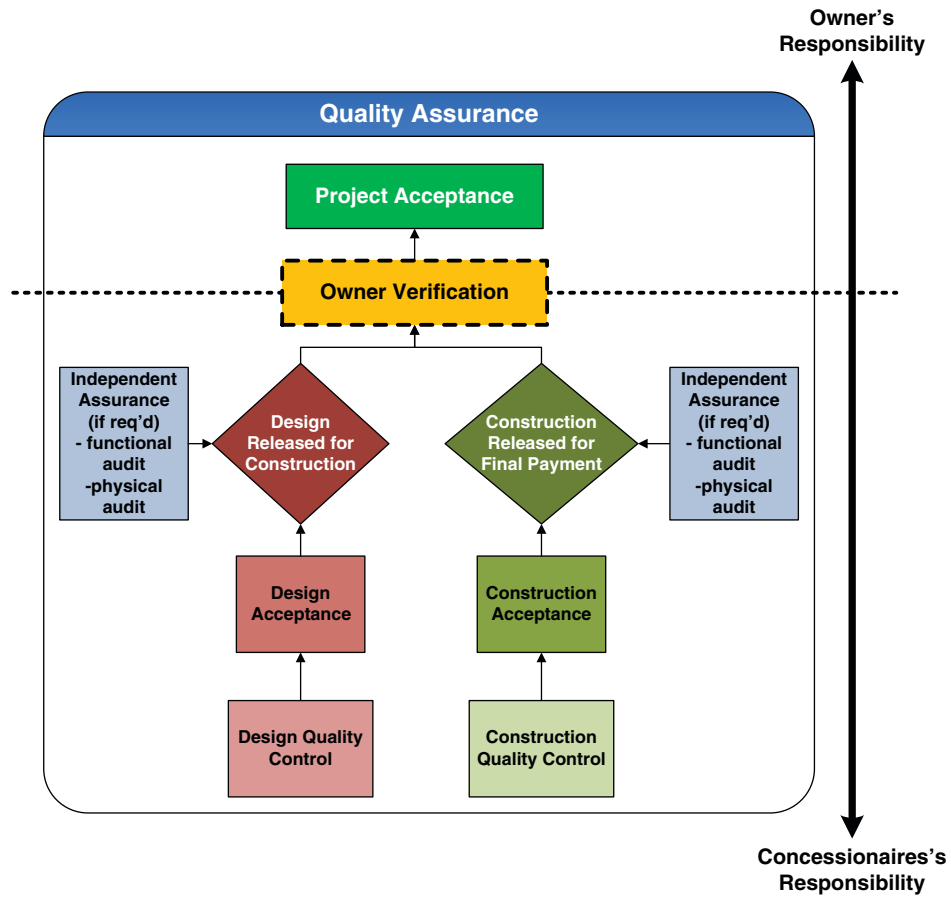 Owner's
Responsibility
Quality Assurance
Project Acceptance
Owner Verification
Independent
Assurance
(if req'd)
- functional
audit
-physical
audit
Design
Released for
Construction
Construction
Released for
Final Payment
Independent
Assurance
(if req'd)
- functional
audit
-physical
audit
Design
Acceptance
Construction
Acceptance
Design Quality
Control
Construction
Quality Control
Concessionaires's
Responsibility